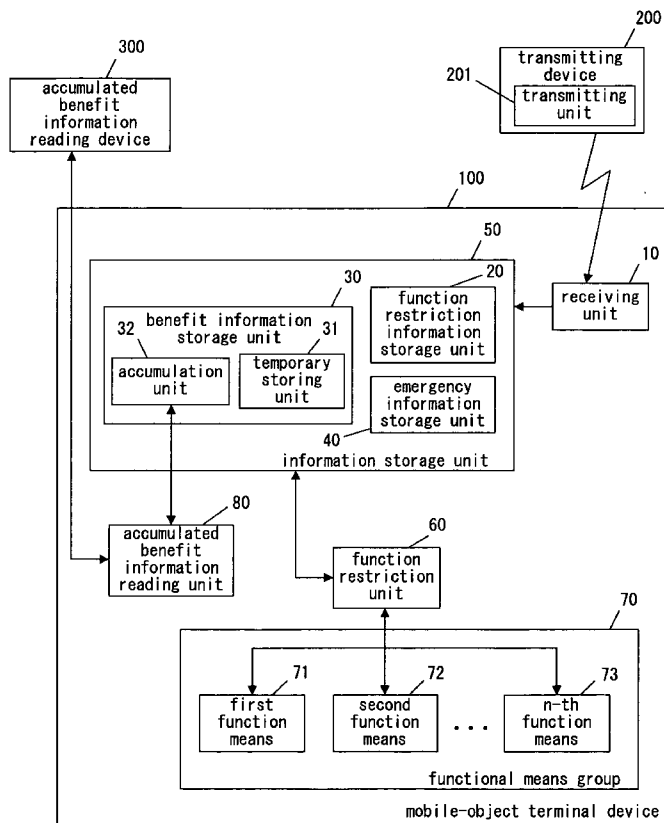 300
accumulated
benefit
information
reading device
200
transmitting
device
201
transmitting
unit
100
50
10
receiving
unit
20
function
restriction
information
storage unit
30
benefit information
storage unit
32
31
accumulation
unit
temporary
storing
unit
emergency
information
storage unit
40
information storage unit
80
accumulated
benefit
information
reading unit
60
function
restriction
unit
70
71
first
function
means
72
second
function
means
...
73
n-th
function
means
functional means group
mobile-object terminal device